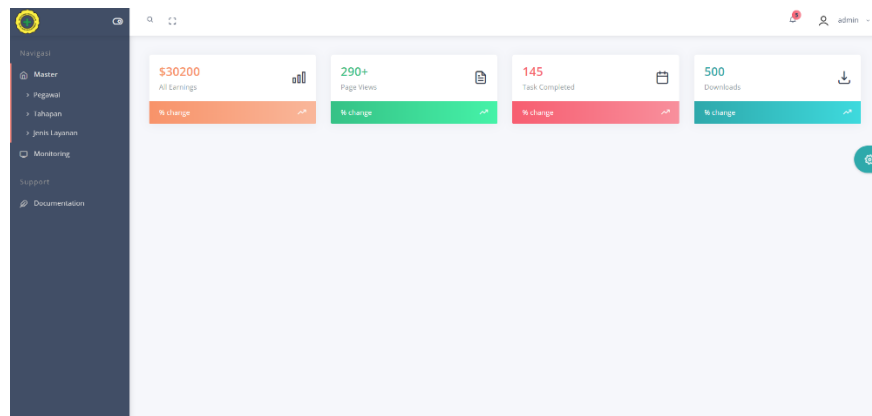 admin
Navigasi
Master
> Pegawai
> Tahapan
> Jenis Layanan
Monitoring
Support
Documentation
$30200
All Earnings
% change
290+
Page Views
% change
145
Task Completed
% change
500
Downloads
% change